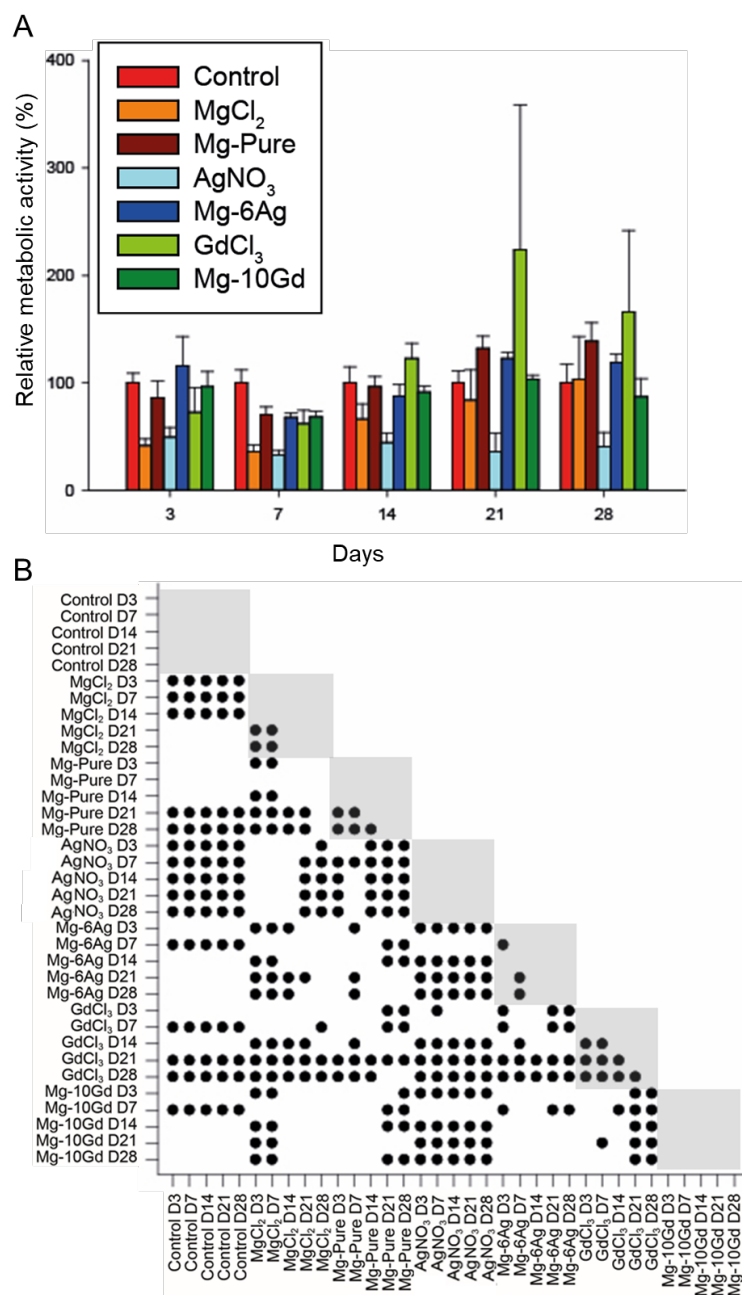 A
400
300
200
100
0
Relative metabolic activity (%)
Control
MgCl₂
Mg-Pure
AgNO₃
Mg-6Ag
GdCl₃
Mg-10Gd
3 7 14 21 28
Days
B
Control D3
Control D7
Control D14
Control D21
Control D28
MgCl₂ D3
MgCl₂ D7
MgCl₂ D14
MgCl₂ D21
MgCl₂ D28
Mg-Pure D3
Mg-Pure D7
Mg-Pure D14
Mg-Pure D21
Mg-Pure D28
AgNO₃ D3
AgNO₃ D7
AgNO₃ D14
AgNO₃ D21
AgNO₃ D28
Mg-6Ag D3
Mg-6Ag D7
Mg-6Ag D14
Mg-6Ag D21
Mg-6Ag D28
GdCl₃ D3
GdCl₃ D7
GdCl₃ D14
GdCl₃ D21
GdCl₃ D28
Mg-10Gd D3
Mg-10Gd D7
Mg-10Gd D14
Mg-10Gd D21
Mg-10Gd D28
Control D3
Control D7
Control D14
Control D21
Control D28
MgCl₂ D3
MgCl₂ D7
MgCl₂ D14
MgCl₂ D21
MgCl₂ D28
Mg-Pure D3
Mg-Pure D7
Mg-Pure D14
Mg-Pure D21
Mg-Pure D28
AgNO₃ D3
AgNO₃ D7
AgNO₃ D14
AgNO₃ D21
AgNO₃ D28
Mg-6Ag D3
Mg-6Ag D7
Mg-6Ag D14
Mg-6Ag D21
Mg-6Ag D28
GdCl₃ D3
GdCl₃ D7
GdCl₃ D14
GdCl₃ D21
GdCl₃ D28
Mg-10Gd D3
Mg-10Gd D7
Mg-10Gd D14
Mg-10Gd D21
Mg-10Gd D28